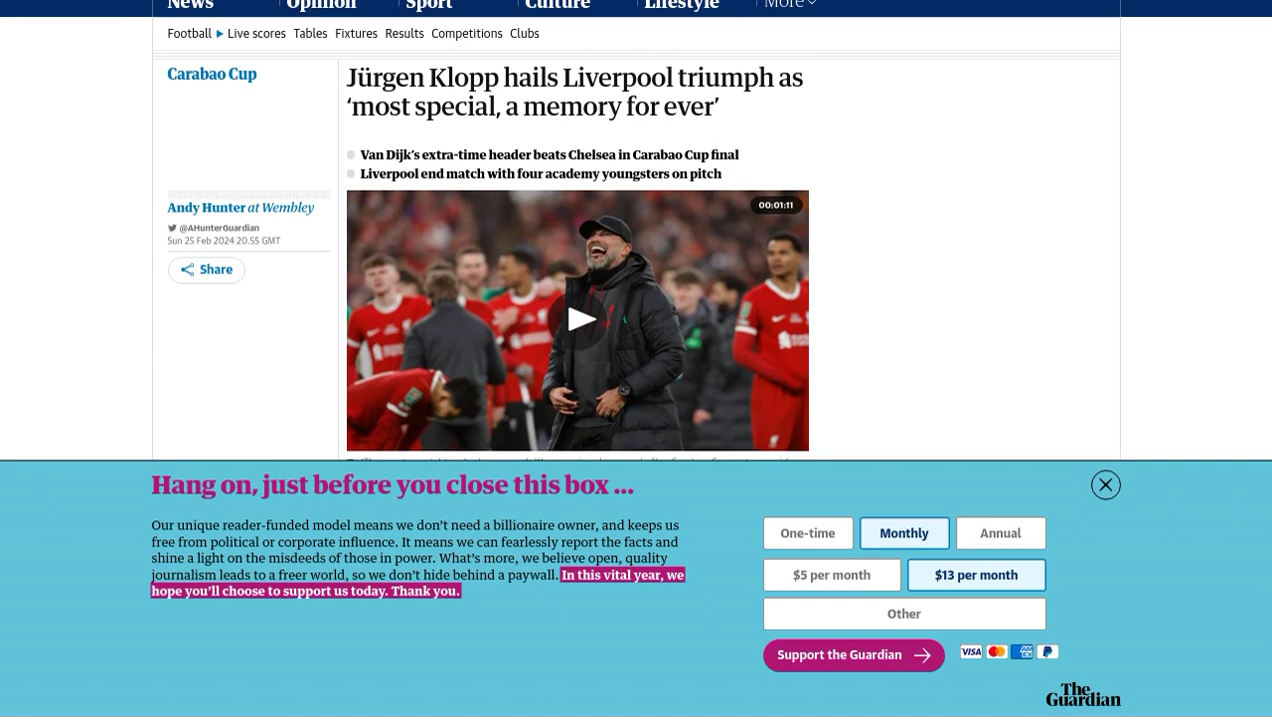 News Opinion Sport Culture Lifestyle More
Football Live scores Tables Fixtures Results Competitions Clubs
Carabao Cup
Jürgen Klopp hails Liverpool triumph as
‘most special, a memory for ever’
Van Dijk’s extra-time header beats Chelsea in Carabao Cup final
Liverpool end match with four academy youngsters on pitch
Andy Hunter at Wembley
@AHunterGuardian
Sun 25 Feb 2024 20.55 GMT
Share
00:01:11
Hang on, just before you close this box ...
Our unique reader-funded model means we don’t need a billionaire owner, and keeps us
free from political or corporate influence. It means we can fearlessly report the facts and
shine a light on the misdeeds of those in power. What’s more, we believe open, quality
journalism leads to a freer world, so we don’t hide behind a paywall. In this vital year, we
hope you’ll choose to support us today. Thank you.
One-time Monthly Annual
$5 per month $13 per month
Other
Support the Guardian
VISA
The
Guardian